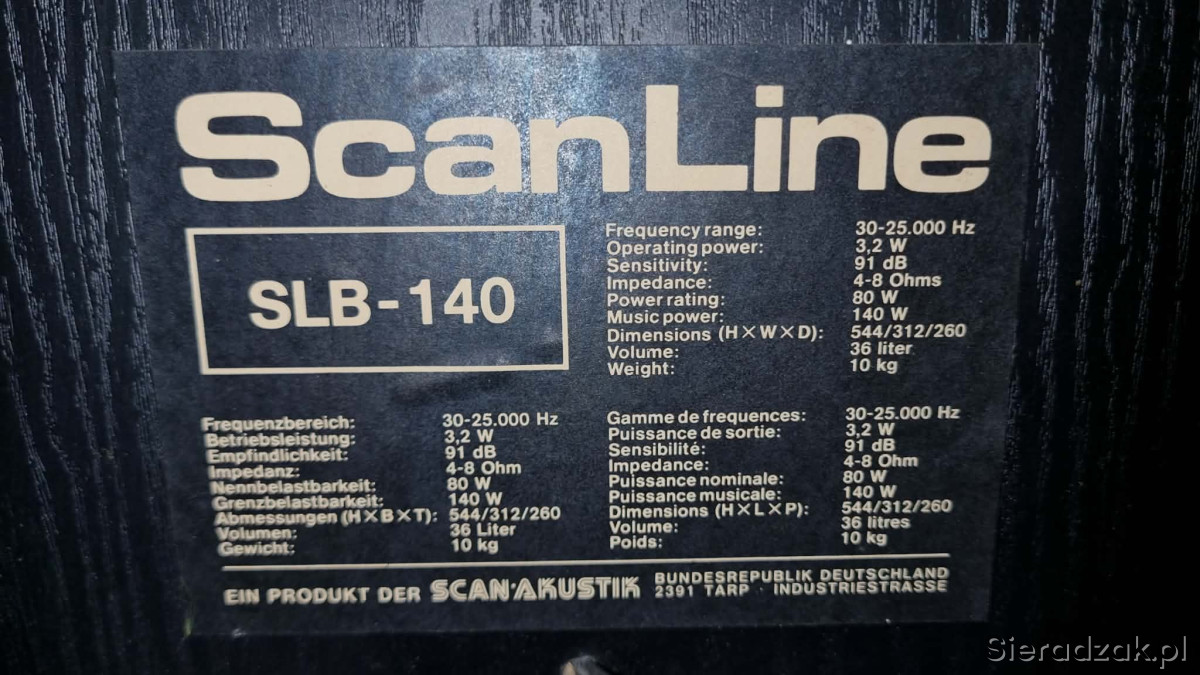 ScanLine
SLB-140
Frequency range: 30-25.000 Hz
Operating power: 3,2 W
Sensitivity: 91 dB
Impedance: 4-8 Ohms
Power rating: 80 W
Music power: 140 W
Dimensions (H×W×D): 544/312/260
Volume: 36 liter
Weight: 10 kg
Frequenzbereich: 30-25.000 Hz
Betriebsleistung: 3,2 W
Empfindlichkeit: 91 dB
Impedanz: 4-8 Ohm
Nennbelastbarkeit: 80 W
Grenzbelastbarkeit: 140 W
Abmessungen (H×B×T): 544/312/260
Volumen: 36 Liter
Gewicht: 10 kg
Gamme de frequences: 30-25.000 Hz
Puissance de sortie: 3,2 W
Sensibilité: 91 dB
Impedance: 4-8 Ohm
Puissance nominale: 80 W
Puissance musicale: 140 W
Dimensions (H×L×P): 544/312/260
Volume: 36 litres
Poids: 10 kg
EIN PRODUKT DER SCAN·AKUSTIK
BUNDESREPUBLIK DEUTSCHLAND
2391 TARP · INDUSTRIESTRASSE
Sieradzak.pl